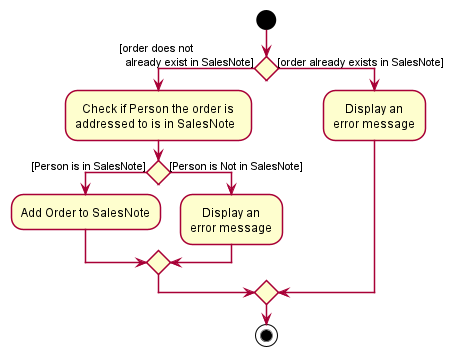 [order does not
already exist in SalesNote]
[order already exists in SalesNote]
Check if Person the order is
addressed to is in SalesNote
Display an
error message
[Person is in SalesNote]
[Person is Not in SalesNote]
Add Order to SalesNote
Display an
error message